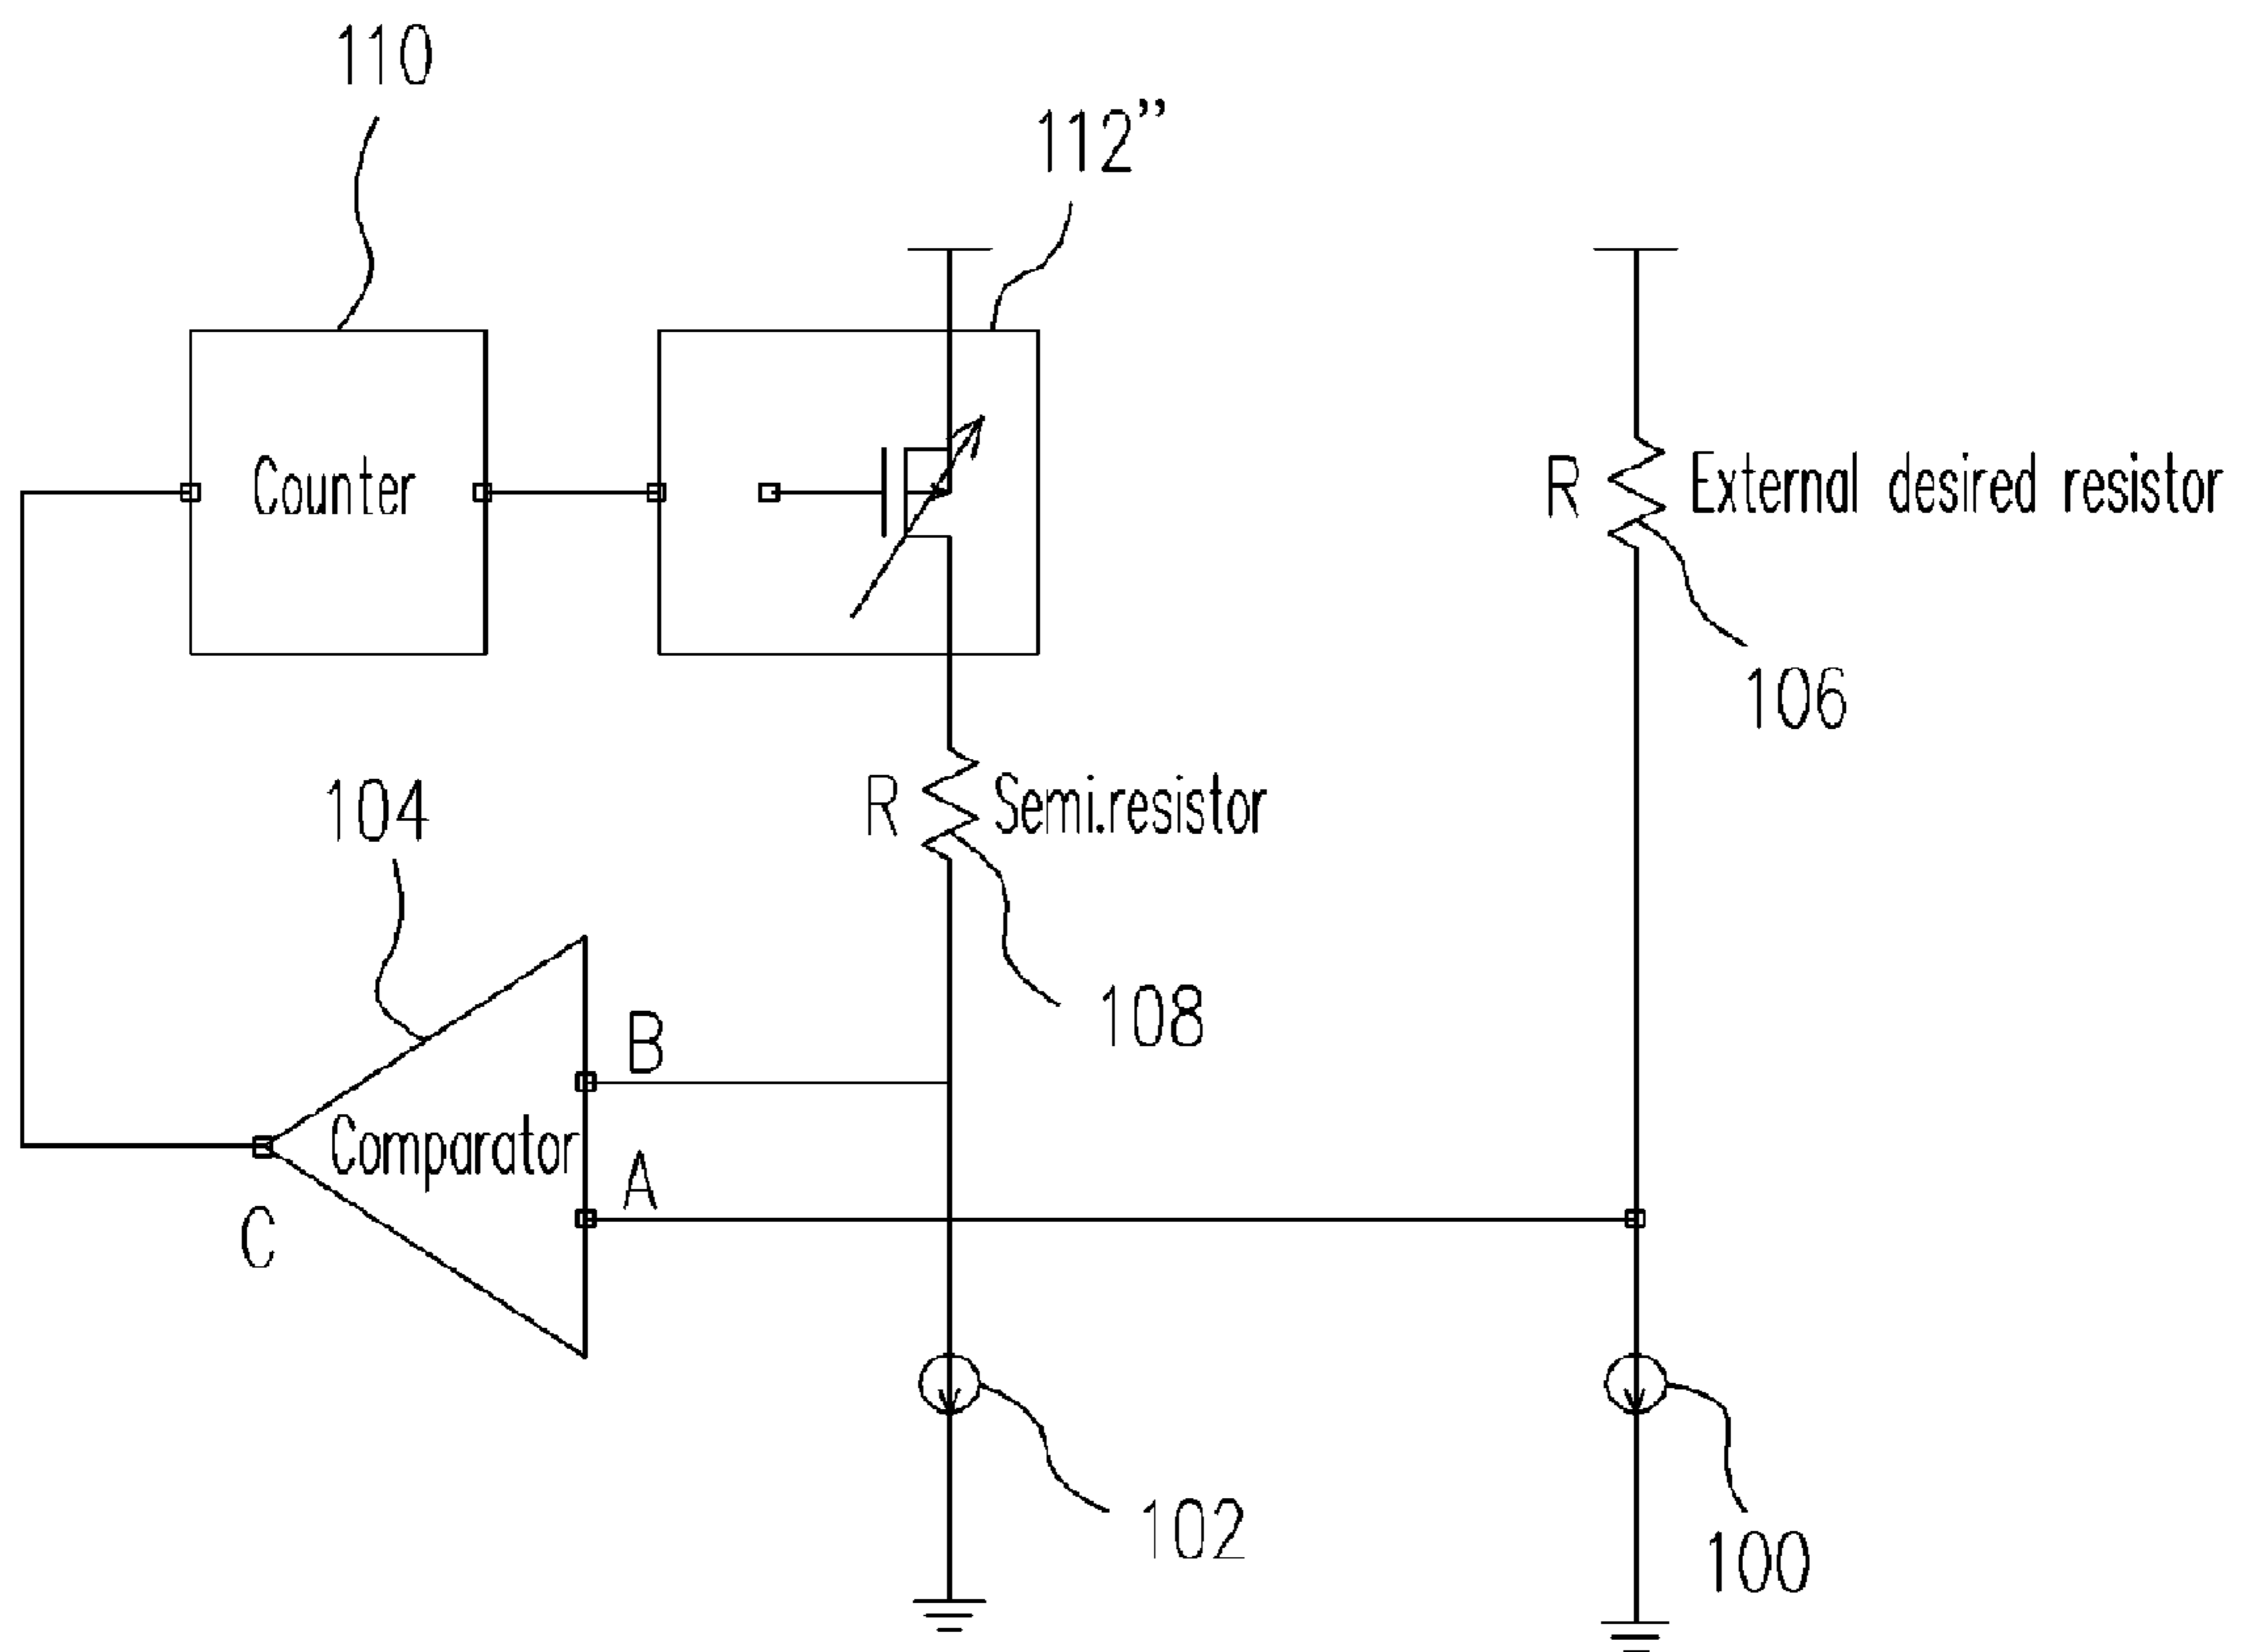 110
112”
Counter
R
External desired resistor
106
R
Semi.resistor
104
108
B
Comparator
A
C
102
100